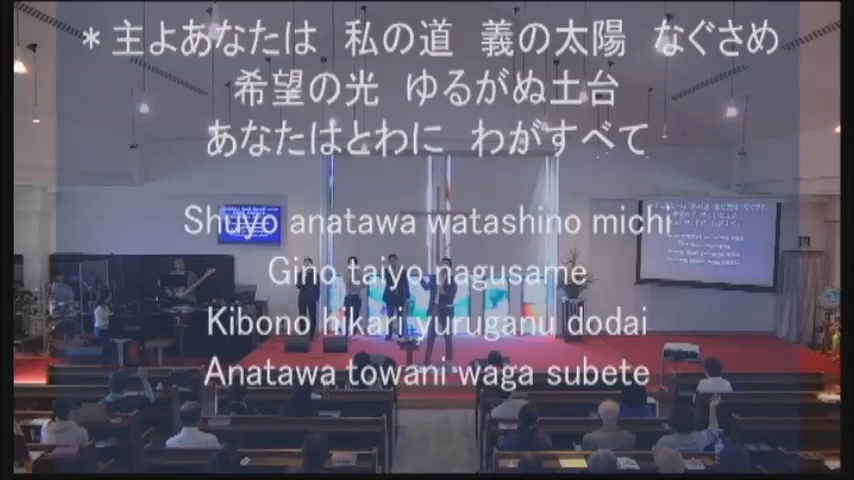 ＊主よあなたは　私の道　義の太陽　なぐさめ
希望の光　ゆるがぬ土台
あなたはとわに　わがすべて
Shuyo anatawa watashino michi
Gino taiyo nagusame
Kibono hikari yuruganu dodai
Anatawa towani waga subete